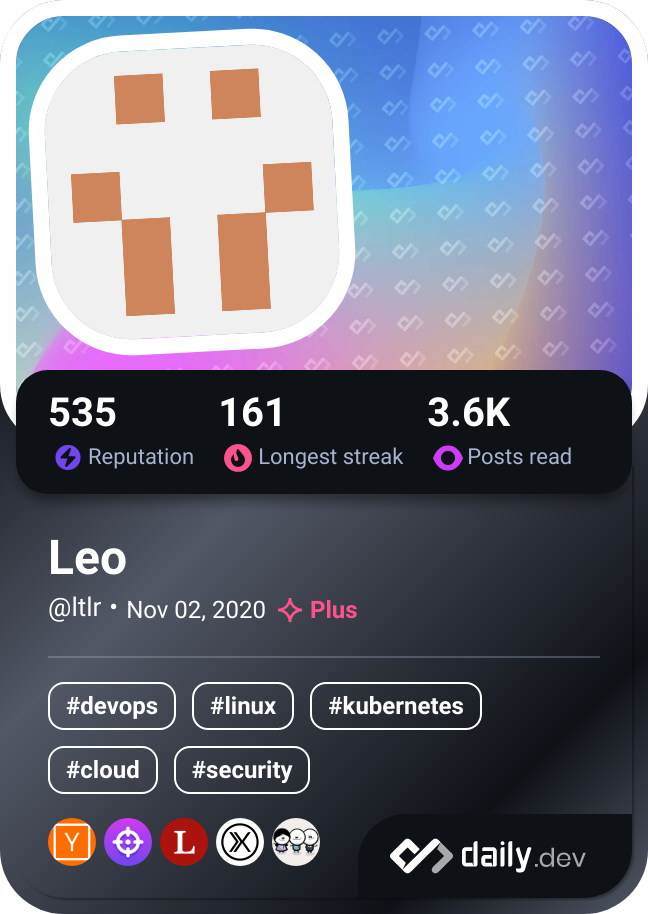 535 161 3.6K
Reputation Longest streak Posts read
Leo
@ltlr • Nov 02, 2020 Plus
#devops #linux #kubernetes
#cloud #security
Y L X daily.dev